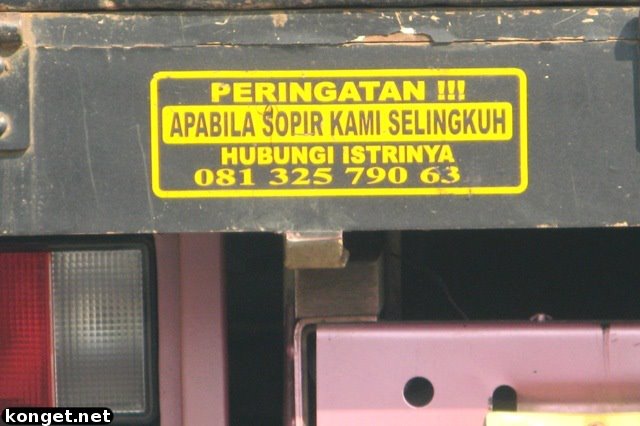 PERINGATAN !!!
APABILA SOPIR KAMI SELINGKUH
HUBUNGI ISTRINYA
081 325 790 63
konget.net